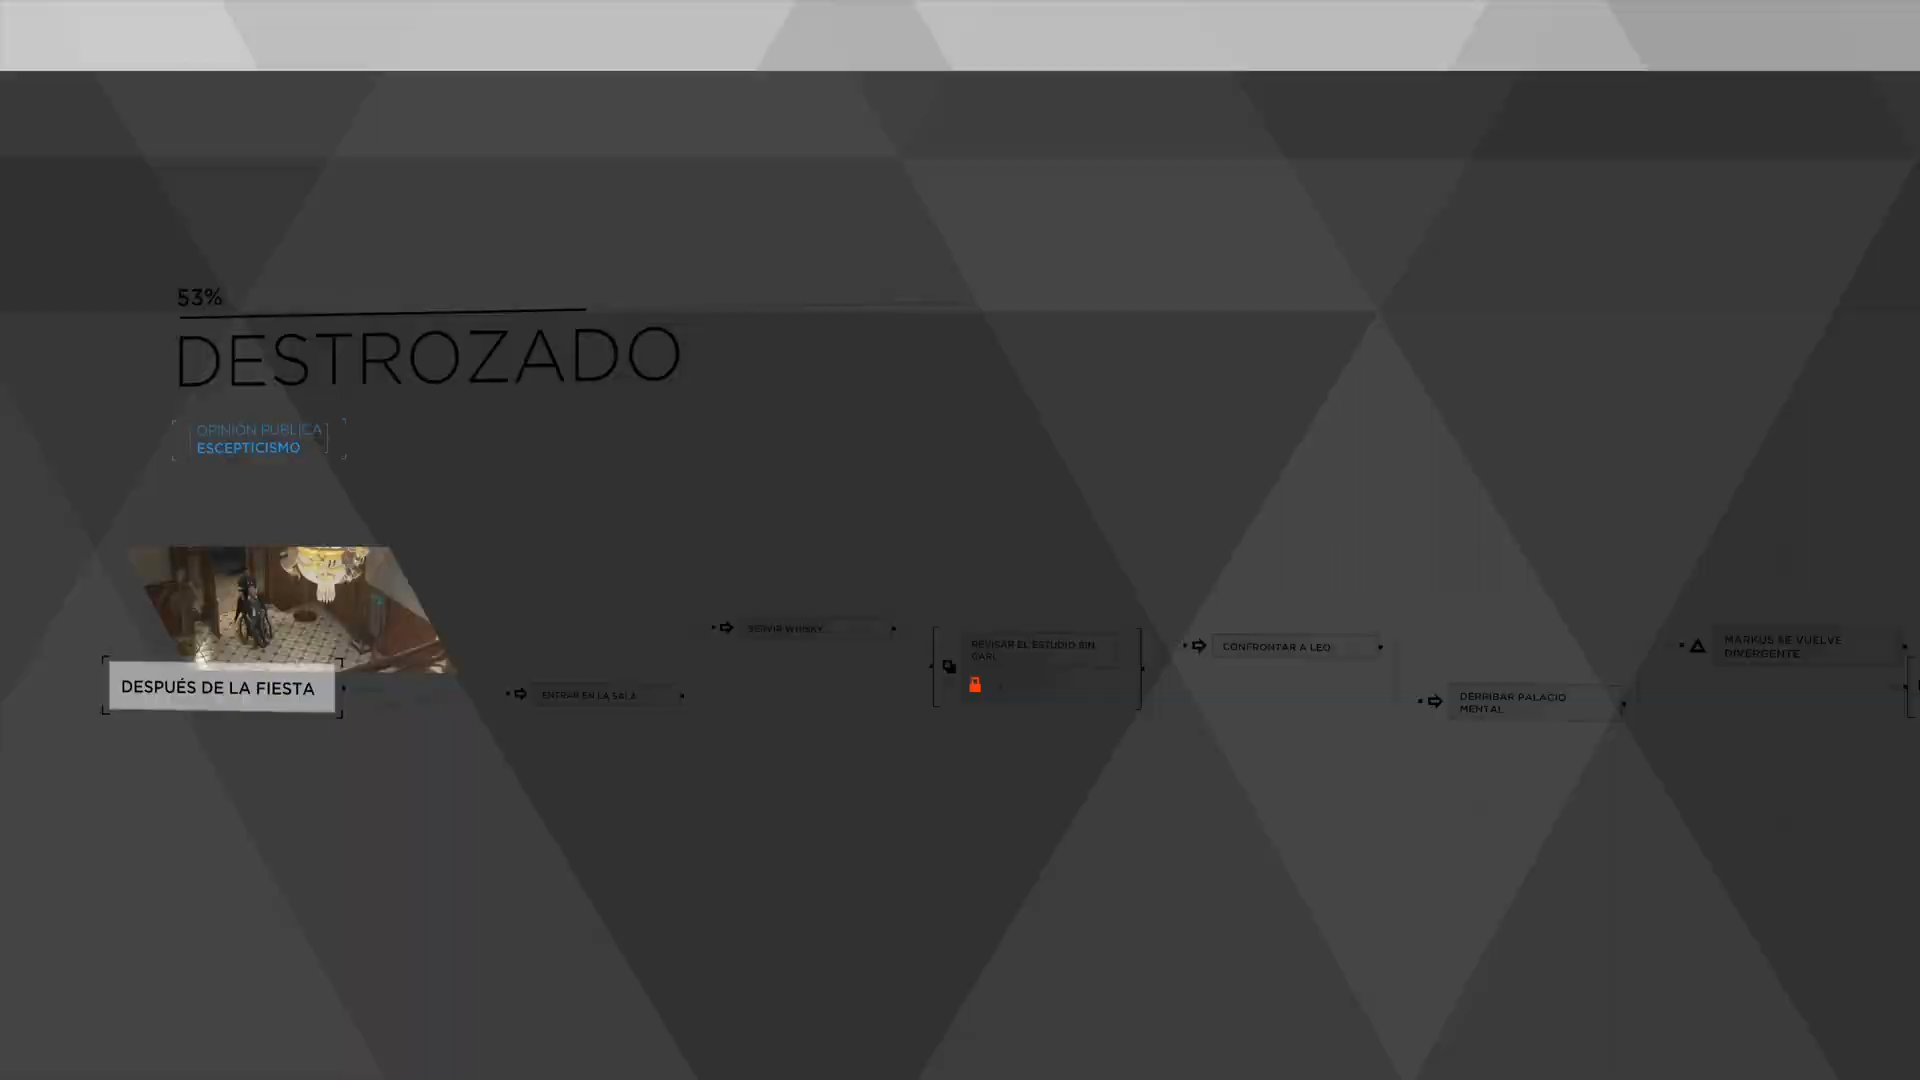 53%
DESTROZADO
OPINIÓN PÚBLICA
ESCEPTICISMO
DESPUÉS DE LA FIESTA
ENTRAR EN LA SALA
SERVIR WHISKY
REVISAR EL ESTUDIO SIN
CARL
CONFRONTAR A LEO
DERRIBAR PALACIO
MENTAL
MARKUS SE VUELVE
DIVERGENTE